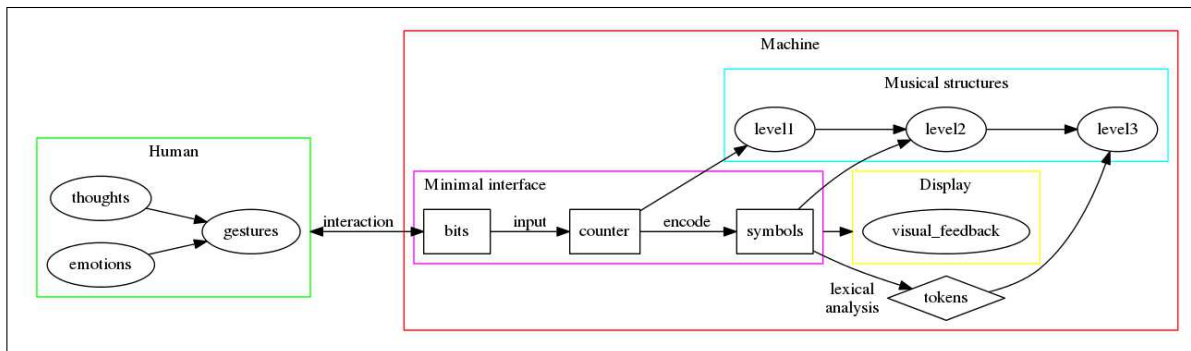 Machine
Musical structures
level1 level2 level3
Human
thoughts
emotions
gestures
interaction
Minimal interface
bits
input
counter
encode
symbols
Display
visual_feedback
lexical
analysis
tokens